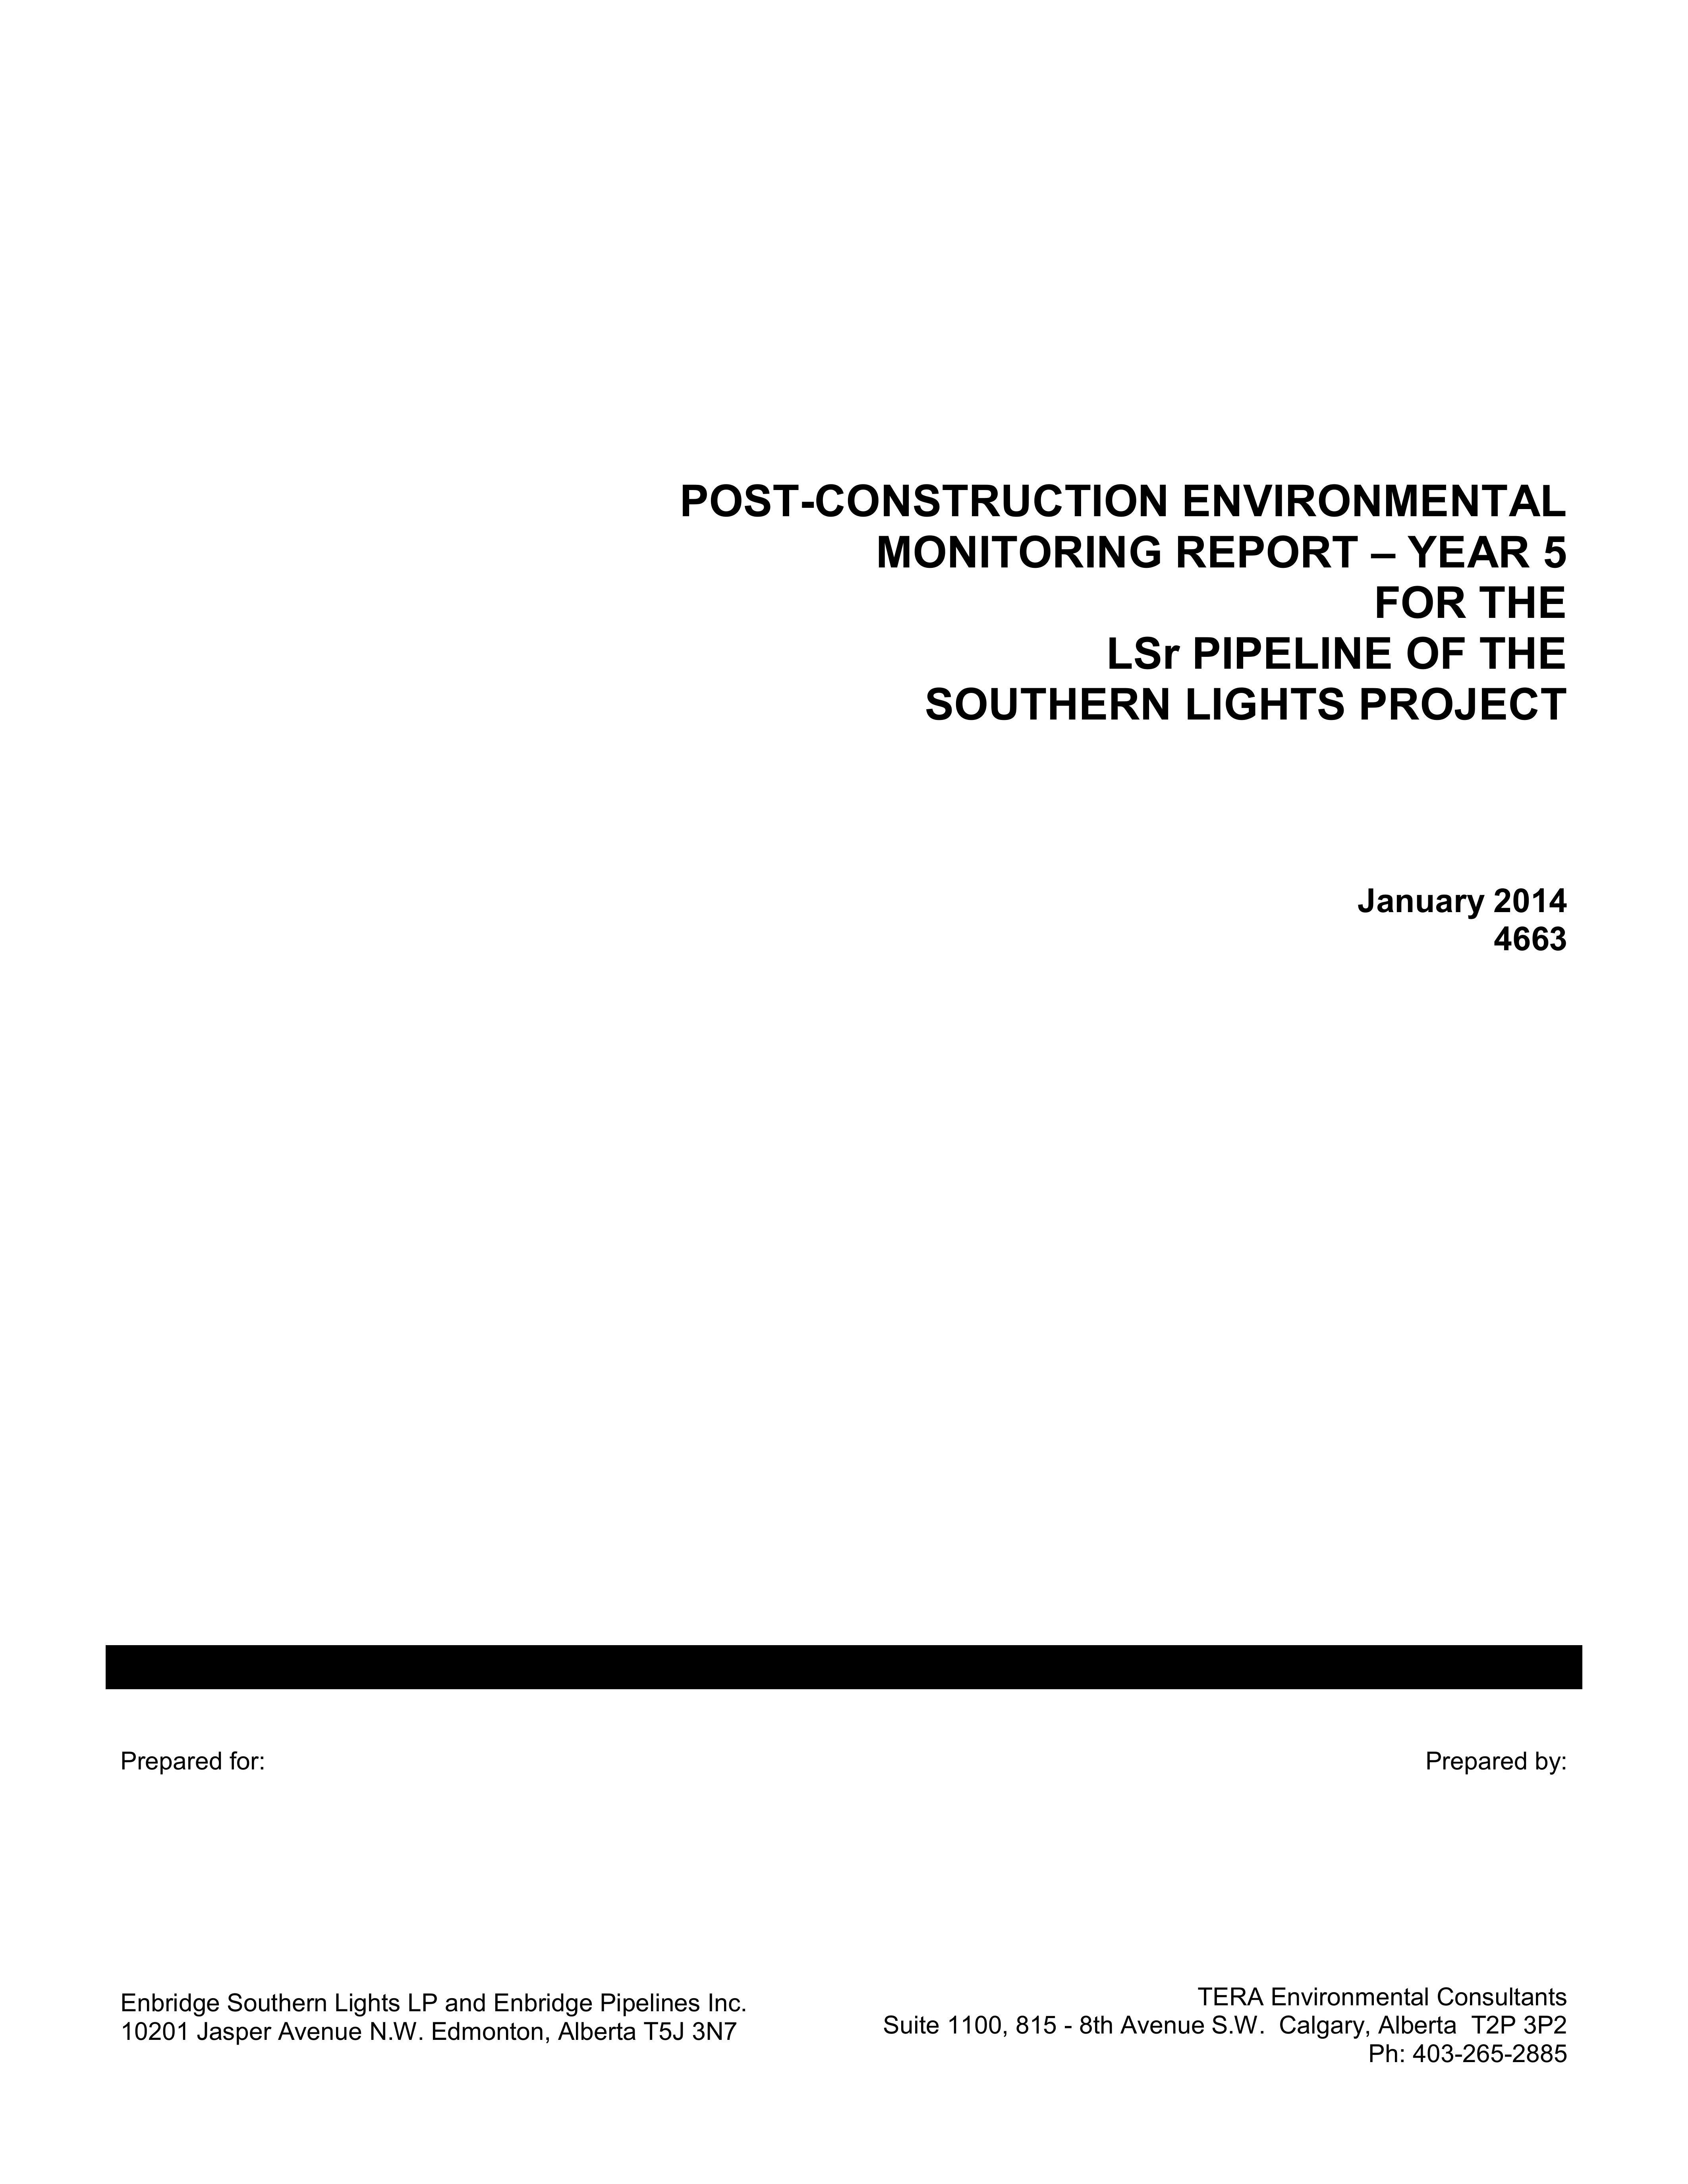 POST-CONSTRUCTION ENVIRONMENTAL
MONITORING REPORT – YEAR 5
FOR THE
LSr PIPELINE OF THE
SOUTHERN LIGHTS PROJECT
January 2014
4663
Prepared for:
Prepared by:
Enbridge Southern Lights LP and Enbridge Pipelines Inc.
10201 Jasper Avenue N.W. Edmonton, Alberta T5J 3N7
TERA Environmental Consultants
Suite 1100, 815 - 8th Avenue S.W.  Calgary, Alberta  T2P 3P2
Ph: 403-265-2885